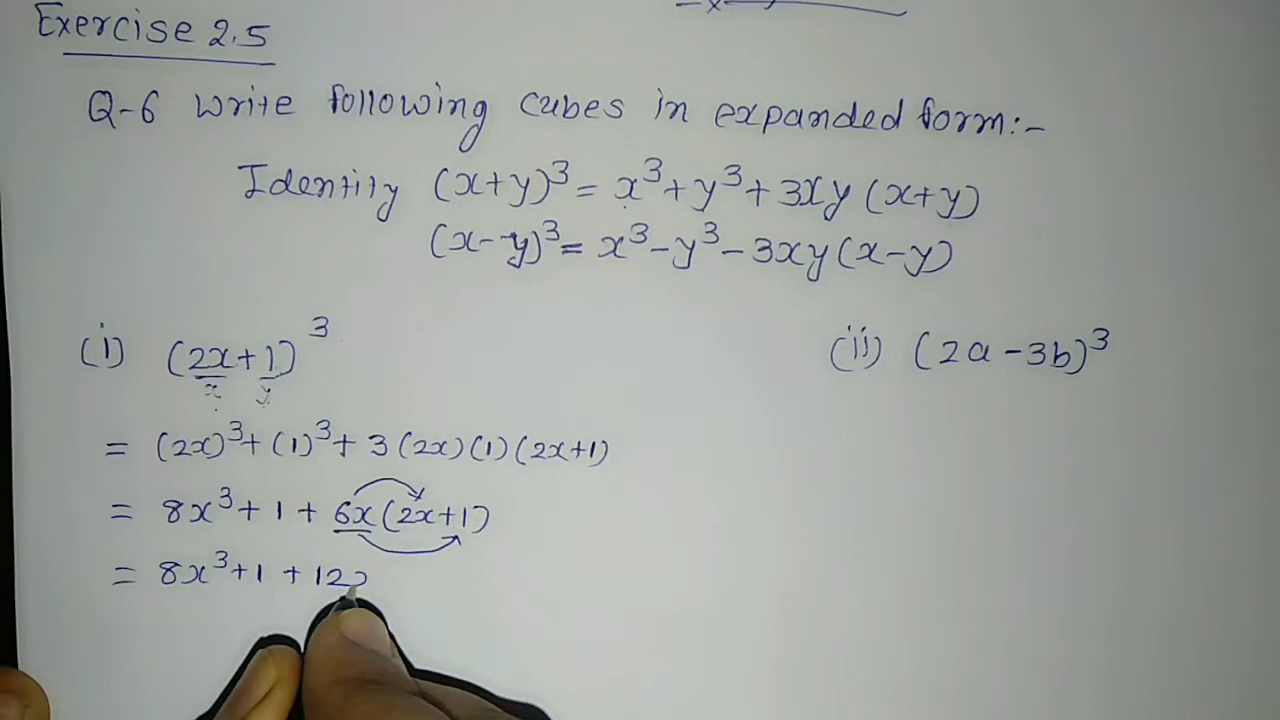 Exercise 2.5
Q-6 Write following cubes in expanded form:-
Identity (x+y)³ = x³+y³+3xy(x+y)
(x-y)³ = x³-y³-3xy(x-y)
(i) (2x+1)³
x y
= (2x)³+(1)³+3(2x)(1)(2x+1)
= 8x³+1+6x(2x+1)
= 8x³+1+12
(ii) (2a-3b)³